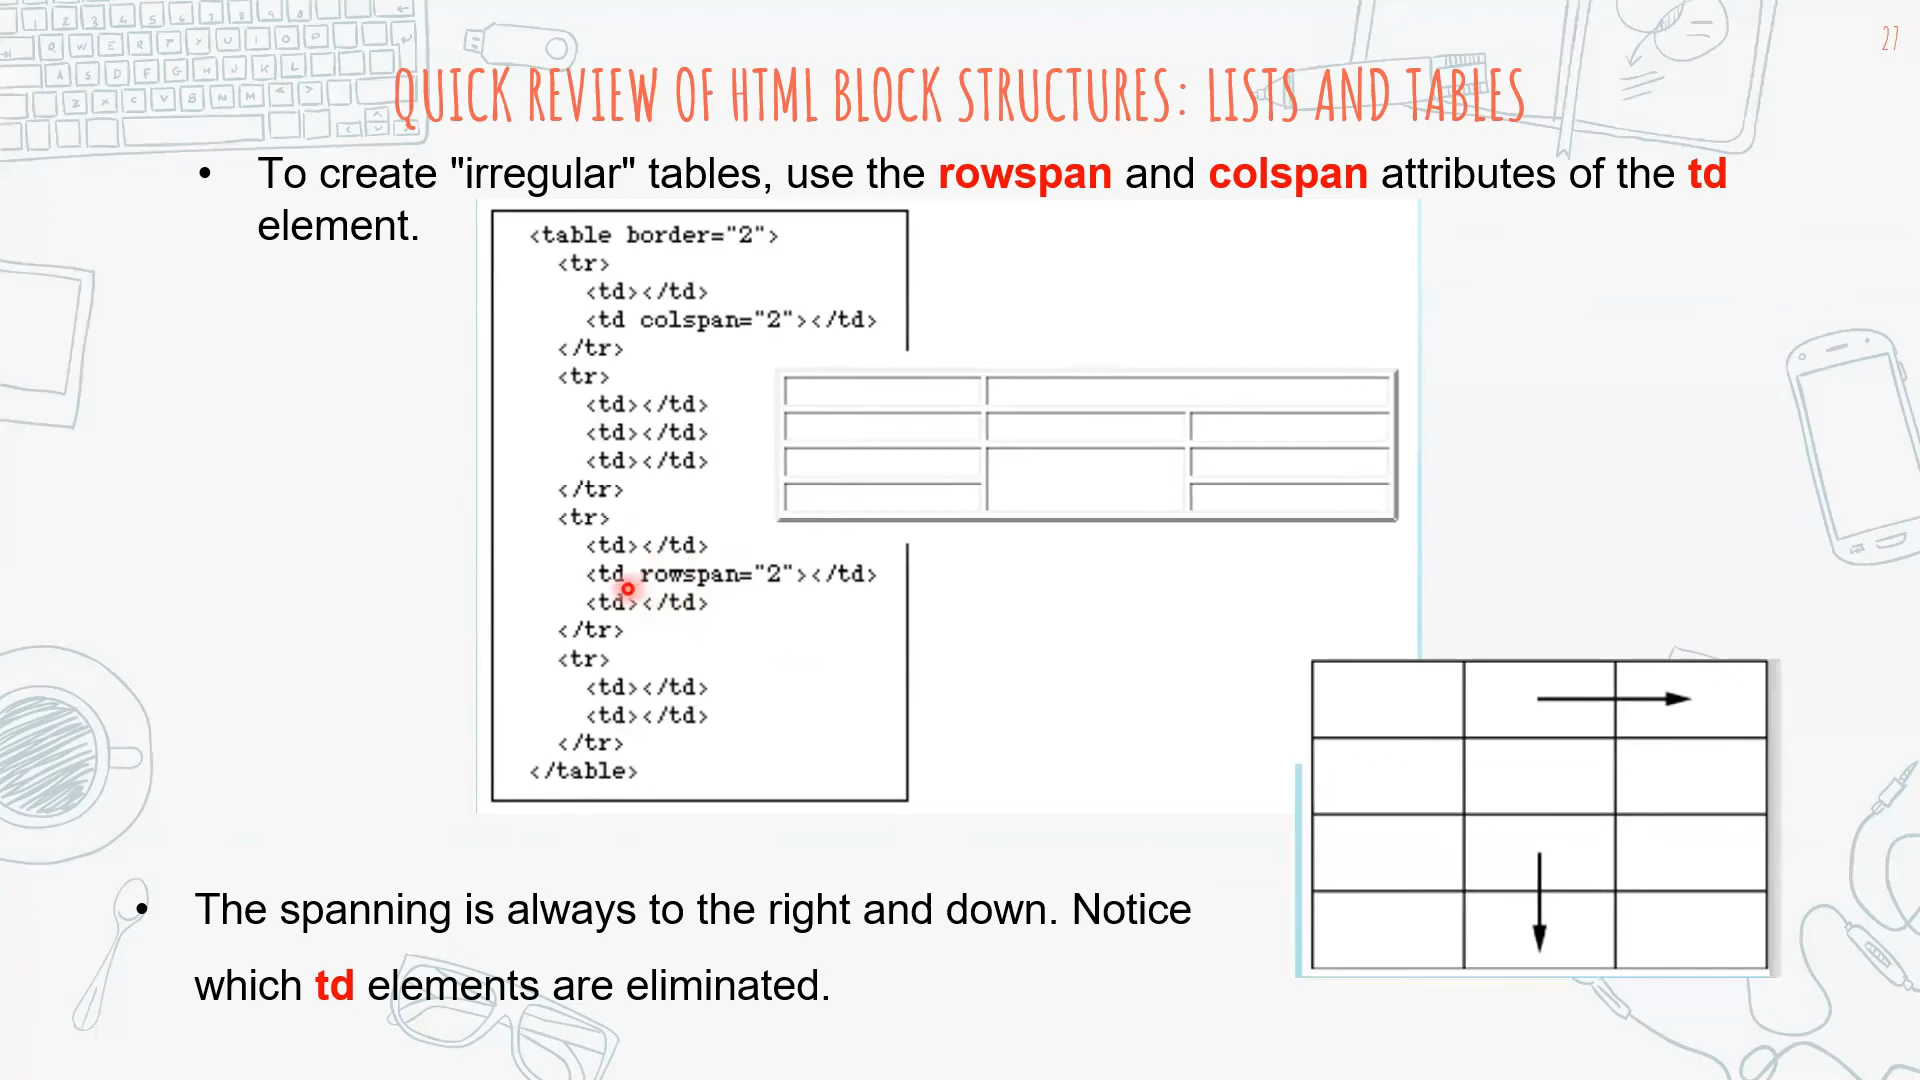 27
QUICK REVIEW OF HTML BLOCK STRUCTURES: LISTS AND TABLES
• To create "irregular" tables, use the rowspan and colspan attributes of the td
element.
<table border="2">
<tr>
<td></td>
<td colspan="2"></td>
</tr>
<tr>
<td></td>
<td></td>
<td></td>
</tr>
<tr>
<td></td>
<td rowspan="2"></td>
<td></td>
</tr>
<tr>
<td></td>
<td></td>
</tr>
</table>
• The spanning is always to the right and down. Notice
which td elements are eliminated.